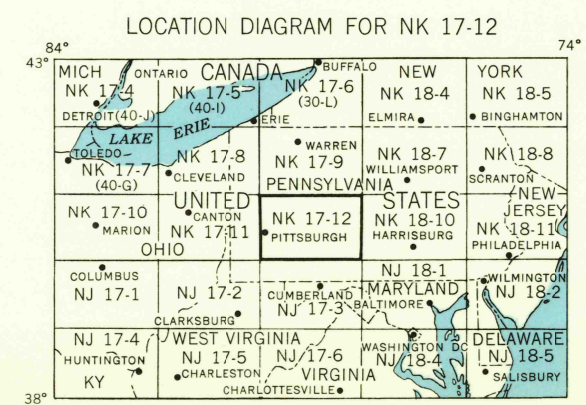 LOCATION DIAGRAM FOR NK 17-12
84° 74°
43° MICH ONTARIO CANADA BUFFALO NEW YORK
NK 17-4 NK 17-5 NK 17-6 NK 18-4 NK 18-5
DETROIT(40-J) (40-I) (30-L)
LAKE ERIE ERIE ELMIRA BINGHAMTON
TOLEDO NK 17-8 WARREN NK 18-7 NK 18-8
NK 17-7 NK 17-9 WILLIAMSPORT
(40-G) CLEVELAND SCRANTON
PENNSYLVANIA
UNITED STATES NEW JERSEY
NK 17-10 CANTON NK 17-12 NK 18-10 NK 18-11
MARION NK 17-11 PITTSBURGH HARRISBURG PHILADELPHIA
OHIO
COLUMBUS NJ 18-1 WILMINGTON
NJ 17-1 NJ 17-2 CUMBERLAND MARYLAND NJ 18-2
NJ 17-3 BALTIMORE
CLARKSBURG
NJ 17-4 WEST VIRGINIA WASHINGTON DC DELAWARE
HUNTINGTON NJ 17-5 NJ 17-6 NJ 18-4 NJ 18-5
KY CHARLESTON VIRGINIA SALISBURY
38° CHARLOTTESVILLE